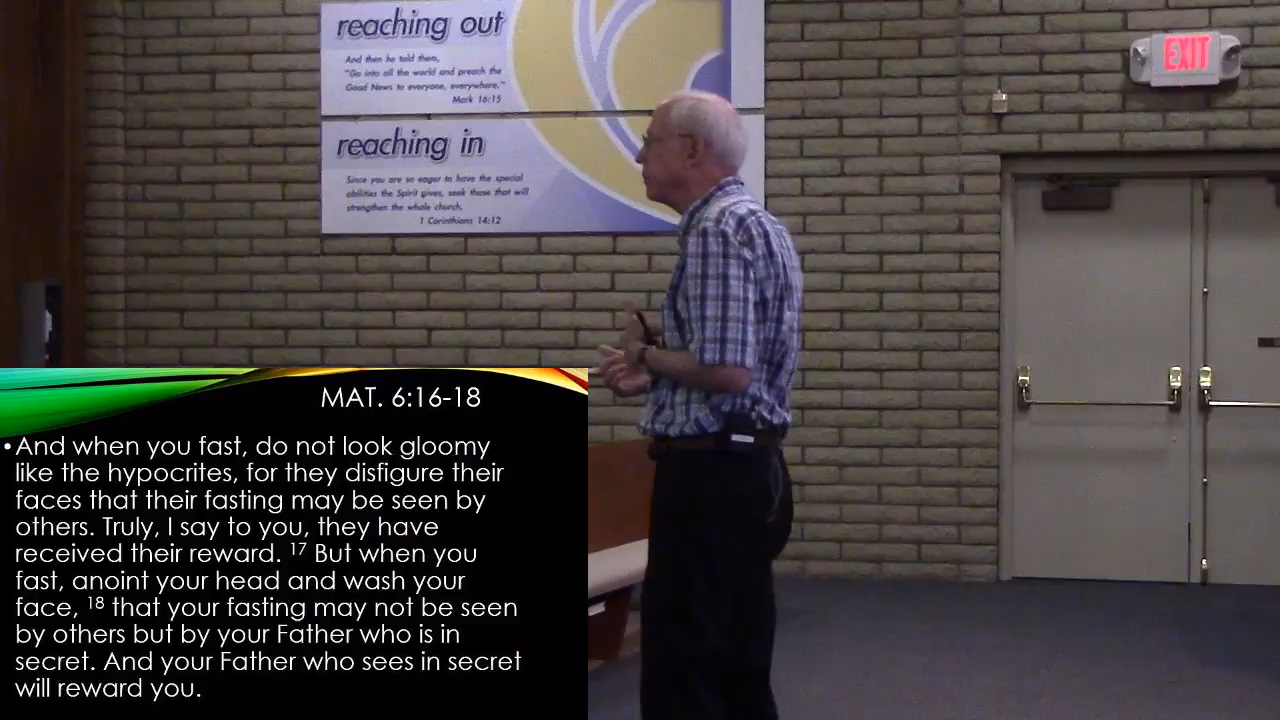 reaching out
And then he told them,
"Go into all the world and preach the
Good News to everyone, everywhere."
Mark 16:15
reaching in
Since you are so eager to have the special
abilities the Spirit gives, seek those that will
strengthen the whole church.
1 Corinthians 14:12
EXIT
MAT. 6:16-18
•And when you fast, do not look gloomy
like the hypocrites, for they disfigure their
faces that their fasting may be seen by
others. Truly, I say to you, they have
received their reward. 17 But when you
fast, anoint your head and wash your
face, 18 that your fasting may not be seen
by others but by your Father who is in
secret. And your Father who sees in secret
will reward you.